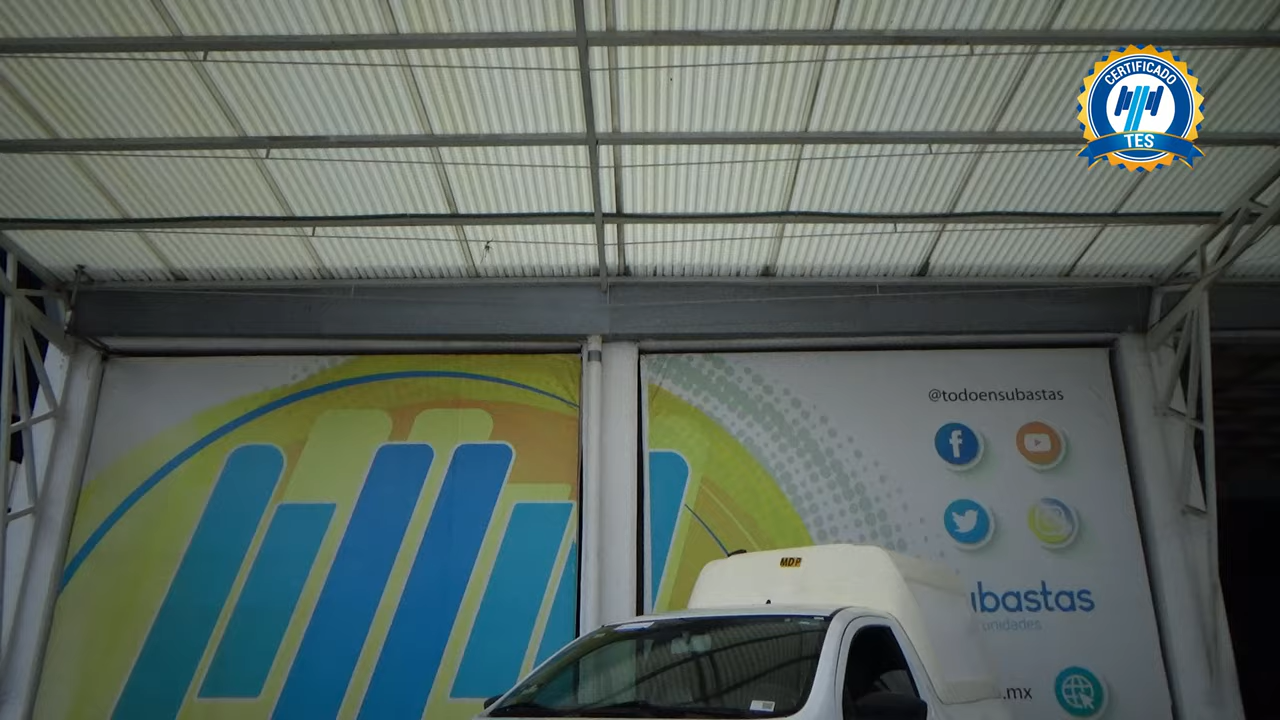 CERTIFICADO
TES
@todoensubastas
MDP
ubastas
unidades
.mx